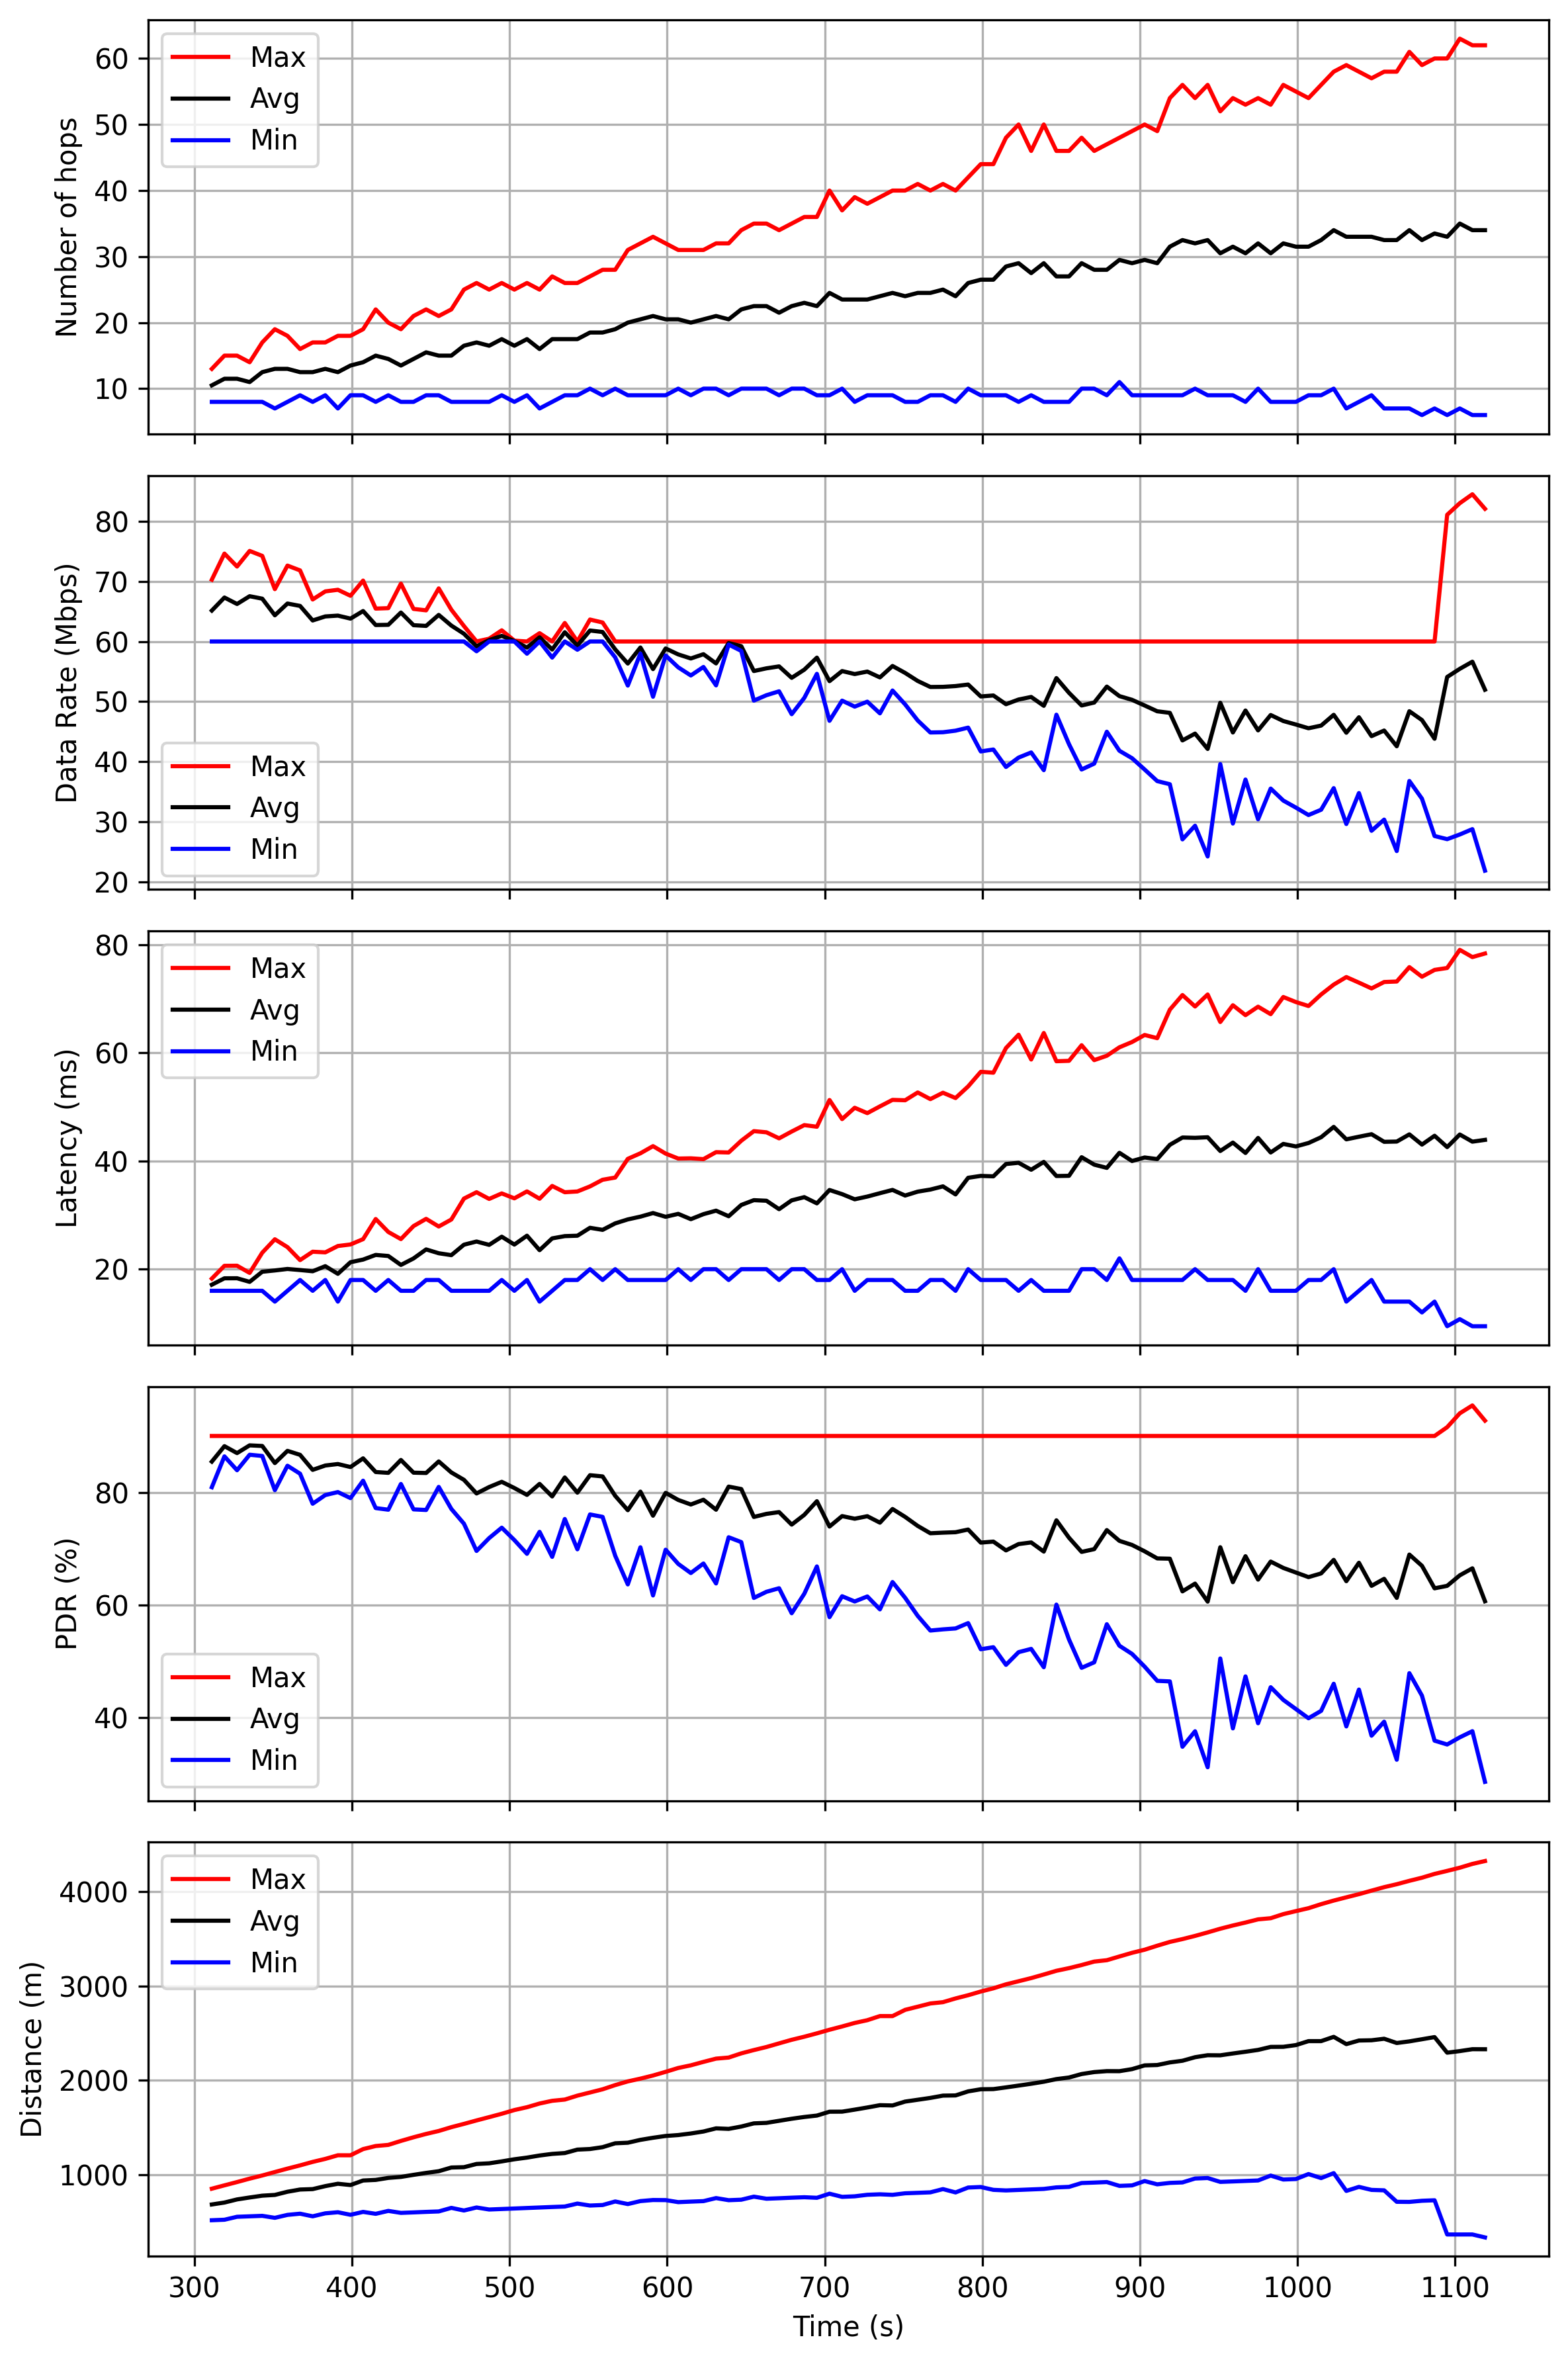 Number of hops
60
50
40
30
20
10
Max
Avg
Min
Data Rate (Mbps)
80
70
60
50
40
30
20
Max
Avg
Min
Latency (ms)
80
60
40
20
Max
Avg
Min
PDR (%)
80
60
40
Max
Avg
Min
Distance (m)
4000
3000
2000
1000
Max
Avg
Min
300 400 500 600 700 800 900 1000 1100
Time (s)